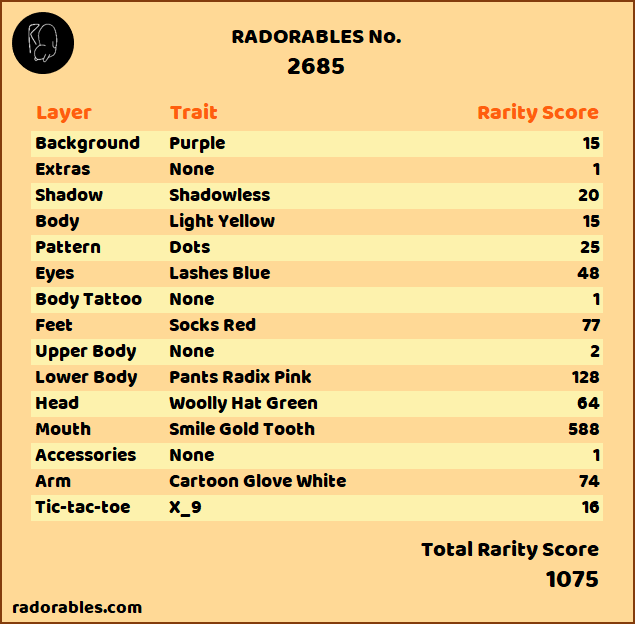 RADORABLES No.
2685
Layer Trait Rarity Score
Background Purple 15
Extras None 1
Shadow Shadowless 20
Body Light Yellow 15
Pattern Dots 25
Eyes Lashes Blue 48
Body Tattoo None 1
Feet Socks Red 77
Upper Body None 2
Lower Body Pants Radix Pink 128
Head Woolly Hat Green 64
Mouth Smile Gold Tooth 588
Accessories None 1
Arm Cartoon Glove White 74
Tic-tac-toe X_9 16
Total Rarity Score
1075
radorables.com